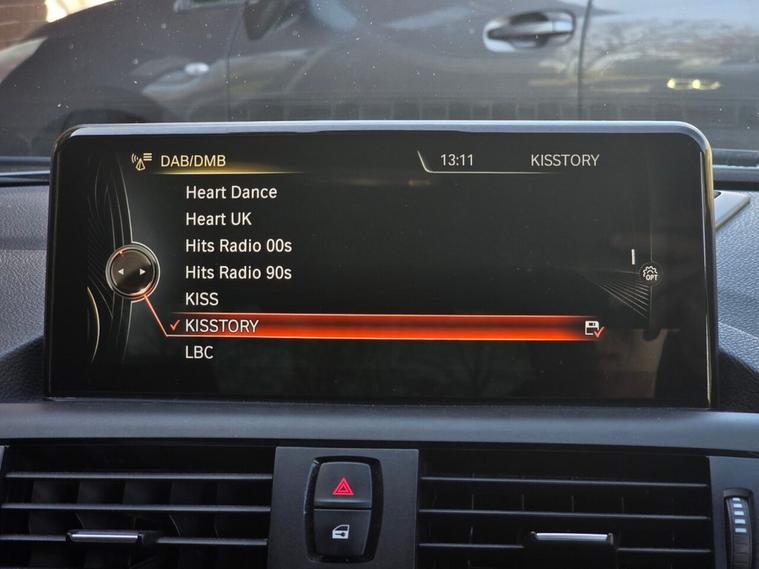 DAB/DMB 13:11 KISSTORY
Heart Dance
Heart UK
Hits Radio 00s
Hits Radio 90s
KISS
KISSTORY
LBC
OPT